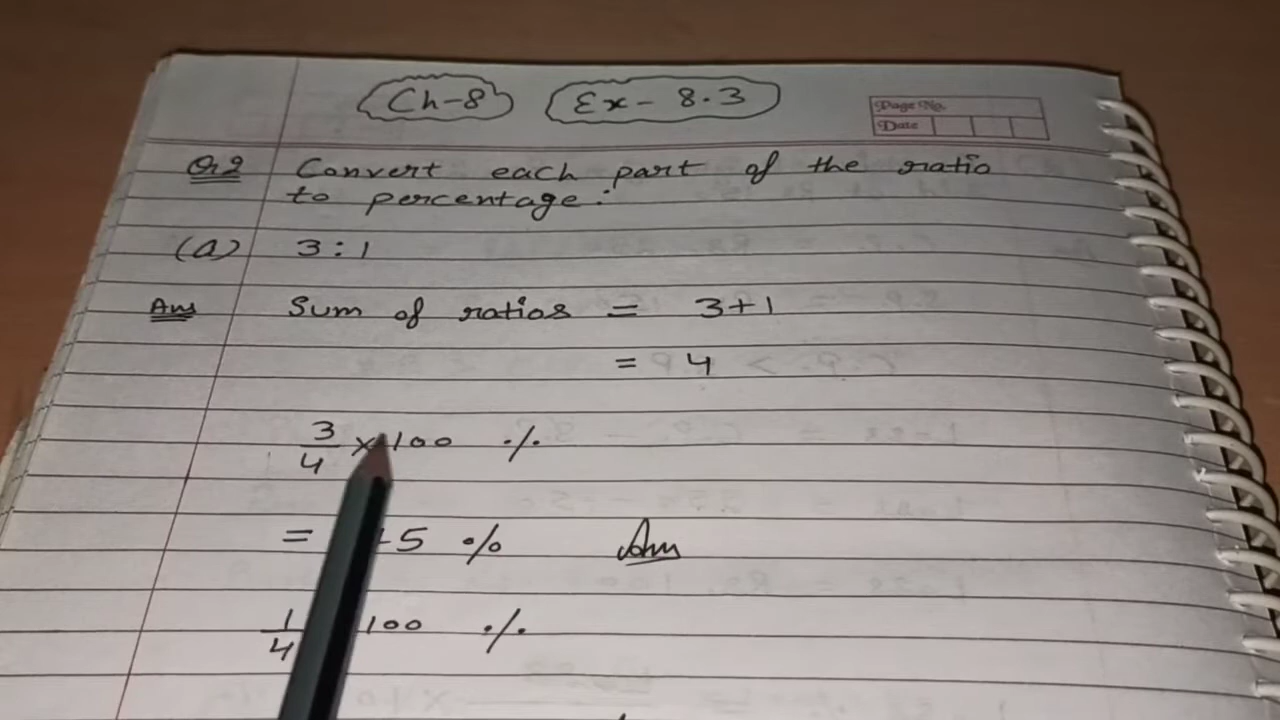 Ch-8 Ex- 8.3
Page No.
Date
Q2 Convert each part of the ratio
to percentage:
(a) 3:1
Ans Sum of ratios = 3+1
= 4
3/4 × 100 %
= 5 % Ans
1/4 100 %